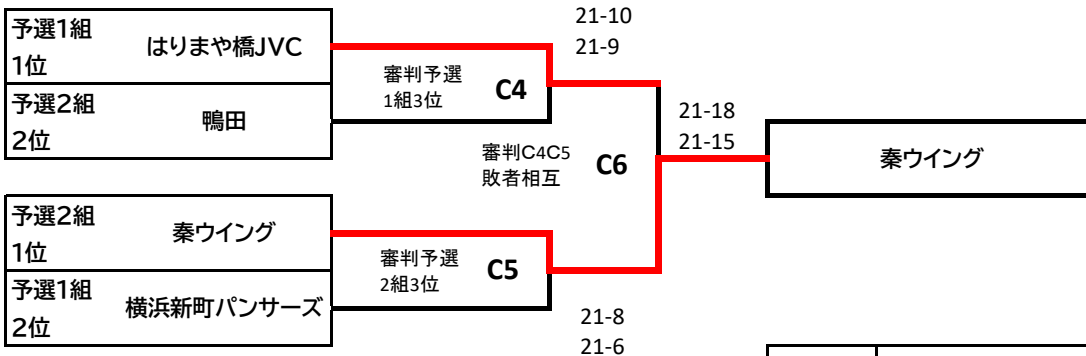 予選1組
1位
はりまや橋JVC
予選2組
2位
鴨田
審判予選
1組3位
C4
21-10
21-9
審判C4C5
敗者相互
C6
21-18
21-15
秦ウイング
予選2組
1位
秦ウイング
予選1組
2位
横浜新町パンサーズ
審判予選
2組3位
C5
21-8
21-6